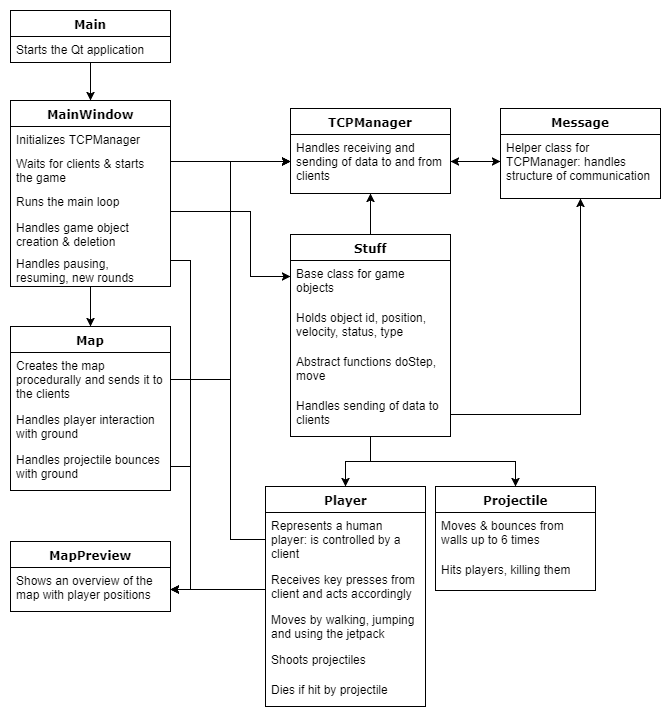 Main
Starts the Qt application
MainWindow
Initializes TCPManager
Waits for clients & starts
the game
Runs the main loop
Handles game object
creation & deletion
Handles pausing,
resuming, new rounds
TCPManager
Handles receiving and
sending of data to and from
clients
Message
Helper class for
TCPManager: handles
structure of communication
Stuff
Base class for game
objects
Holds object id, position,
velocity, status, type
Abstract functions doStep,
move
Handles sending of data to
clients
Map
Creates the map
procedurally and sends it to
the clients
Handles player interaction
with ground
Handles projectile bounces
with ground
Player
Represents a human
player: is controlled by a
client
Receives key presses from
client and acts accordingly
Moves by walking, jumping
and using the jetpack
Shoots projectiles
Dies if hit by projectile
Projectile
Moves & bounces from
walls up to 6 times
Hits players, killing them
MapPreview
Shows an overview of the
map with player positions